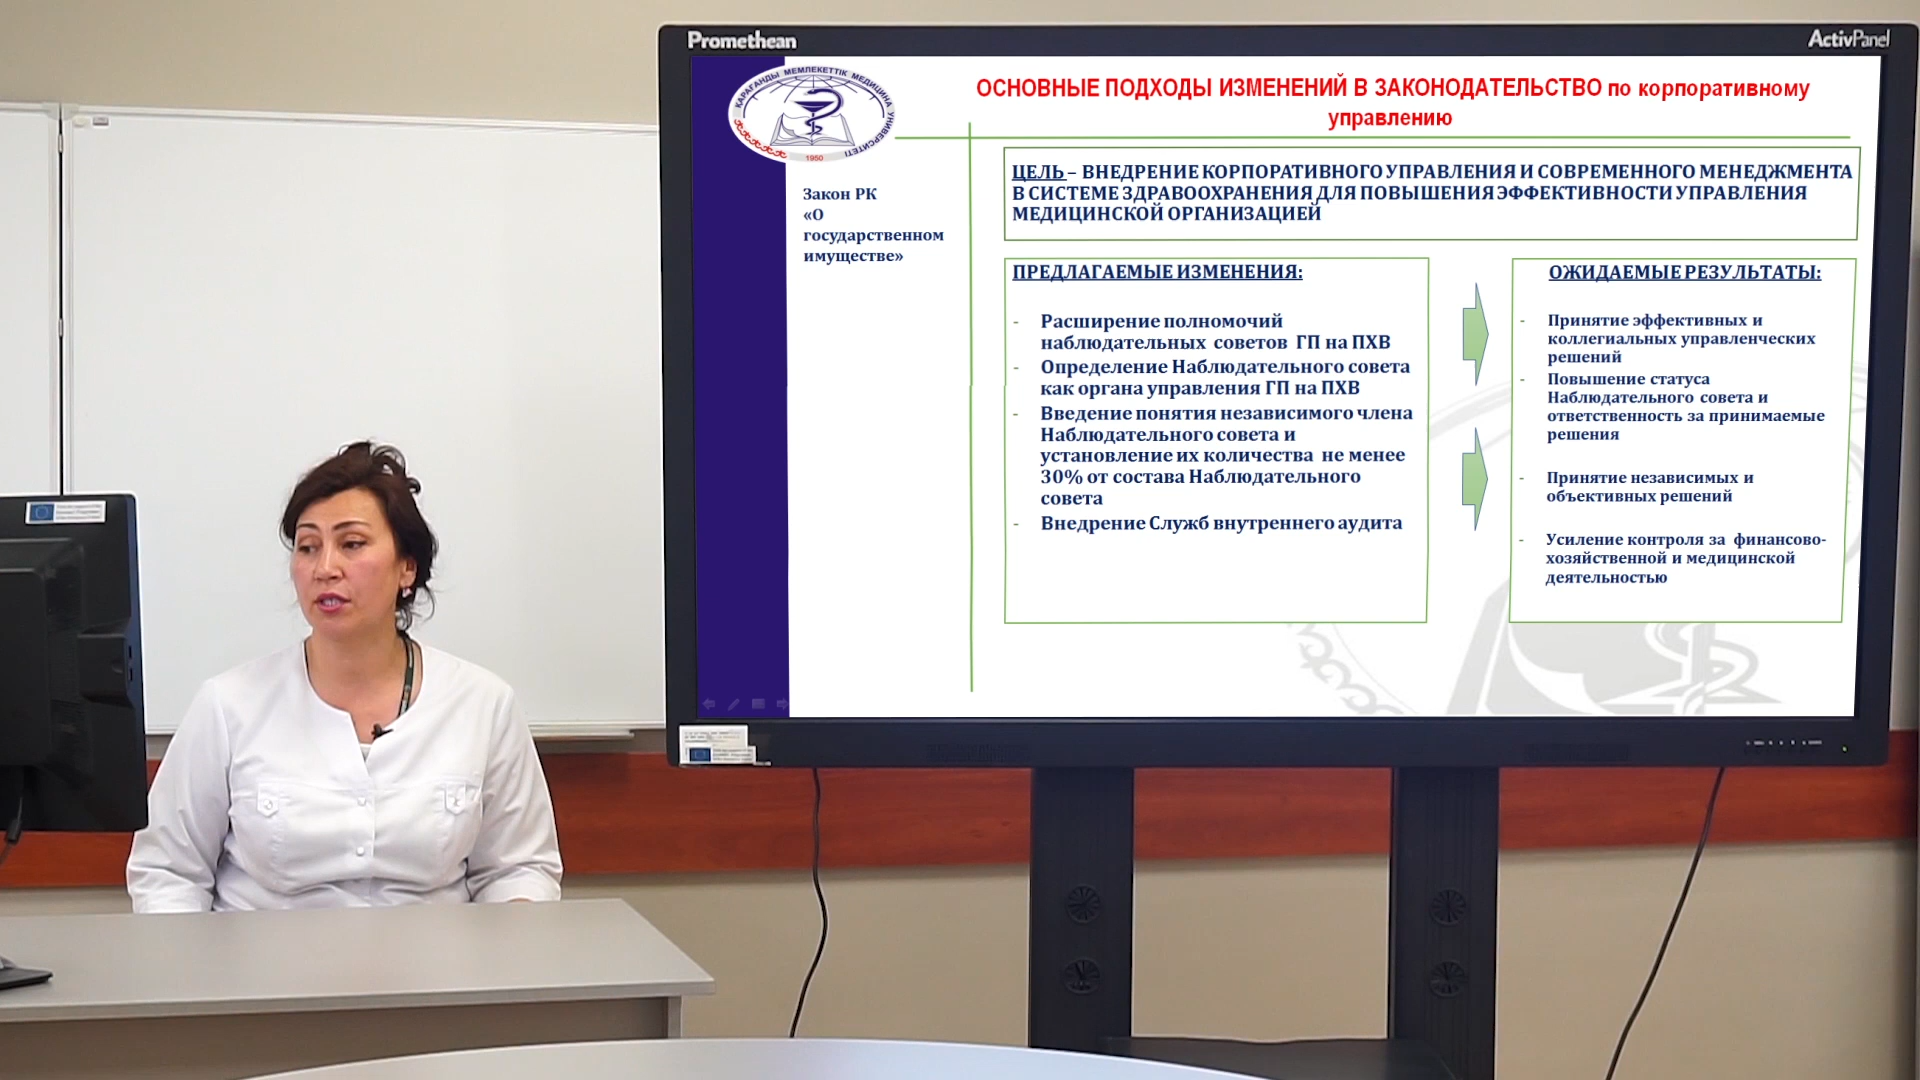 Promethean
ActivPanel
ҚАРАҒАНДЫ МЕМЛЕКЕТТІК МЕДИЦИНА УНИВЕРСИТЕТІ
1950
ОСНОВНЫЕ ПОДХОДЫ ИЗМЕНЕНИЙ В ЗАКОНОДАТЕЛЬСТВО по корпоративному
управлению
Закон РК
«О
государственном
имуществе»
ЦЕЛЬ – ВНЕДРЕНИЕ КОРПОРАТИВНОГО УПРАВЛЕНИЯ И СОВРЕМЕННОГО МЕНЕДЖМЕНТА
В СИСТЕМЕ ЗДРАВООХРАНЕНИЯ ДЛЯ ПОВЫШЕНИЯ ЭФФЕКТИВНОСТИ УПРАВЛЕНИЯ
МЕДИЦИНСКОЙ ОРГАНИЗАЦИЕЙ
ПРЕДЛАГАЕМЫЕ ИЗМЕНЕНИЯ:
- Расширение полномочий
наблюдательных советов ГП на ПХВ
- Определение Наблюдательного совета
как органа управления ГП на ПХВ
- Введение понятия независимого члена
Наблюдательного совета и
установление их количества не менее
30% от состава Наблюдательного
совета
- Внедрение Служб внутреннего аудита
ОЖИДАЕМЫЕ РЕЗУЛЬТАТЫ:
- Принятие эффективных и
коллегиальных управленческих
решений
- Повышение статуса
Наблюдательного совета и
ответственность за принимаемые
решения
- Принятие независимых и
объективных решений
- Усиление контроля за финансово-
хозяйственной и медицинской
деятельностью